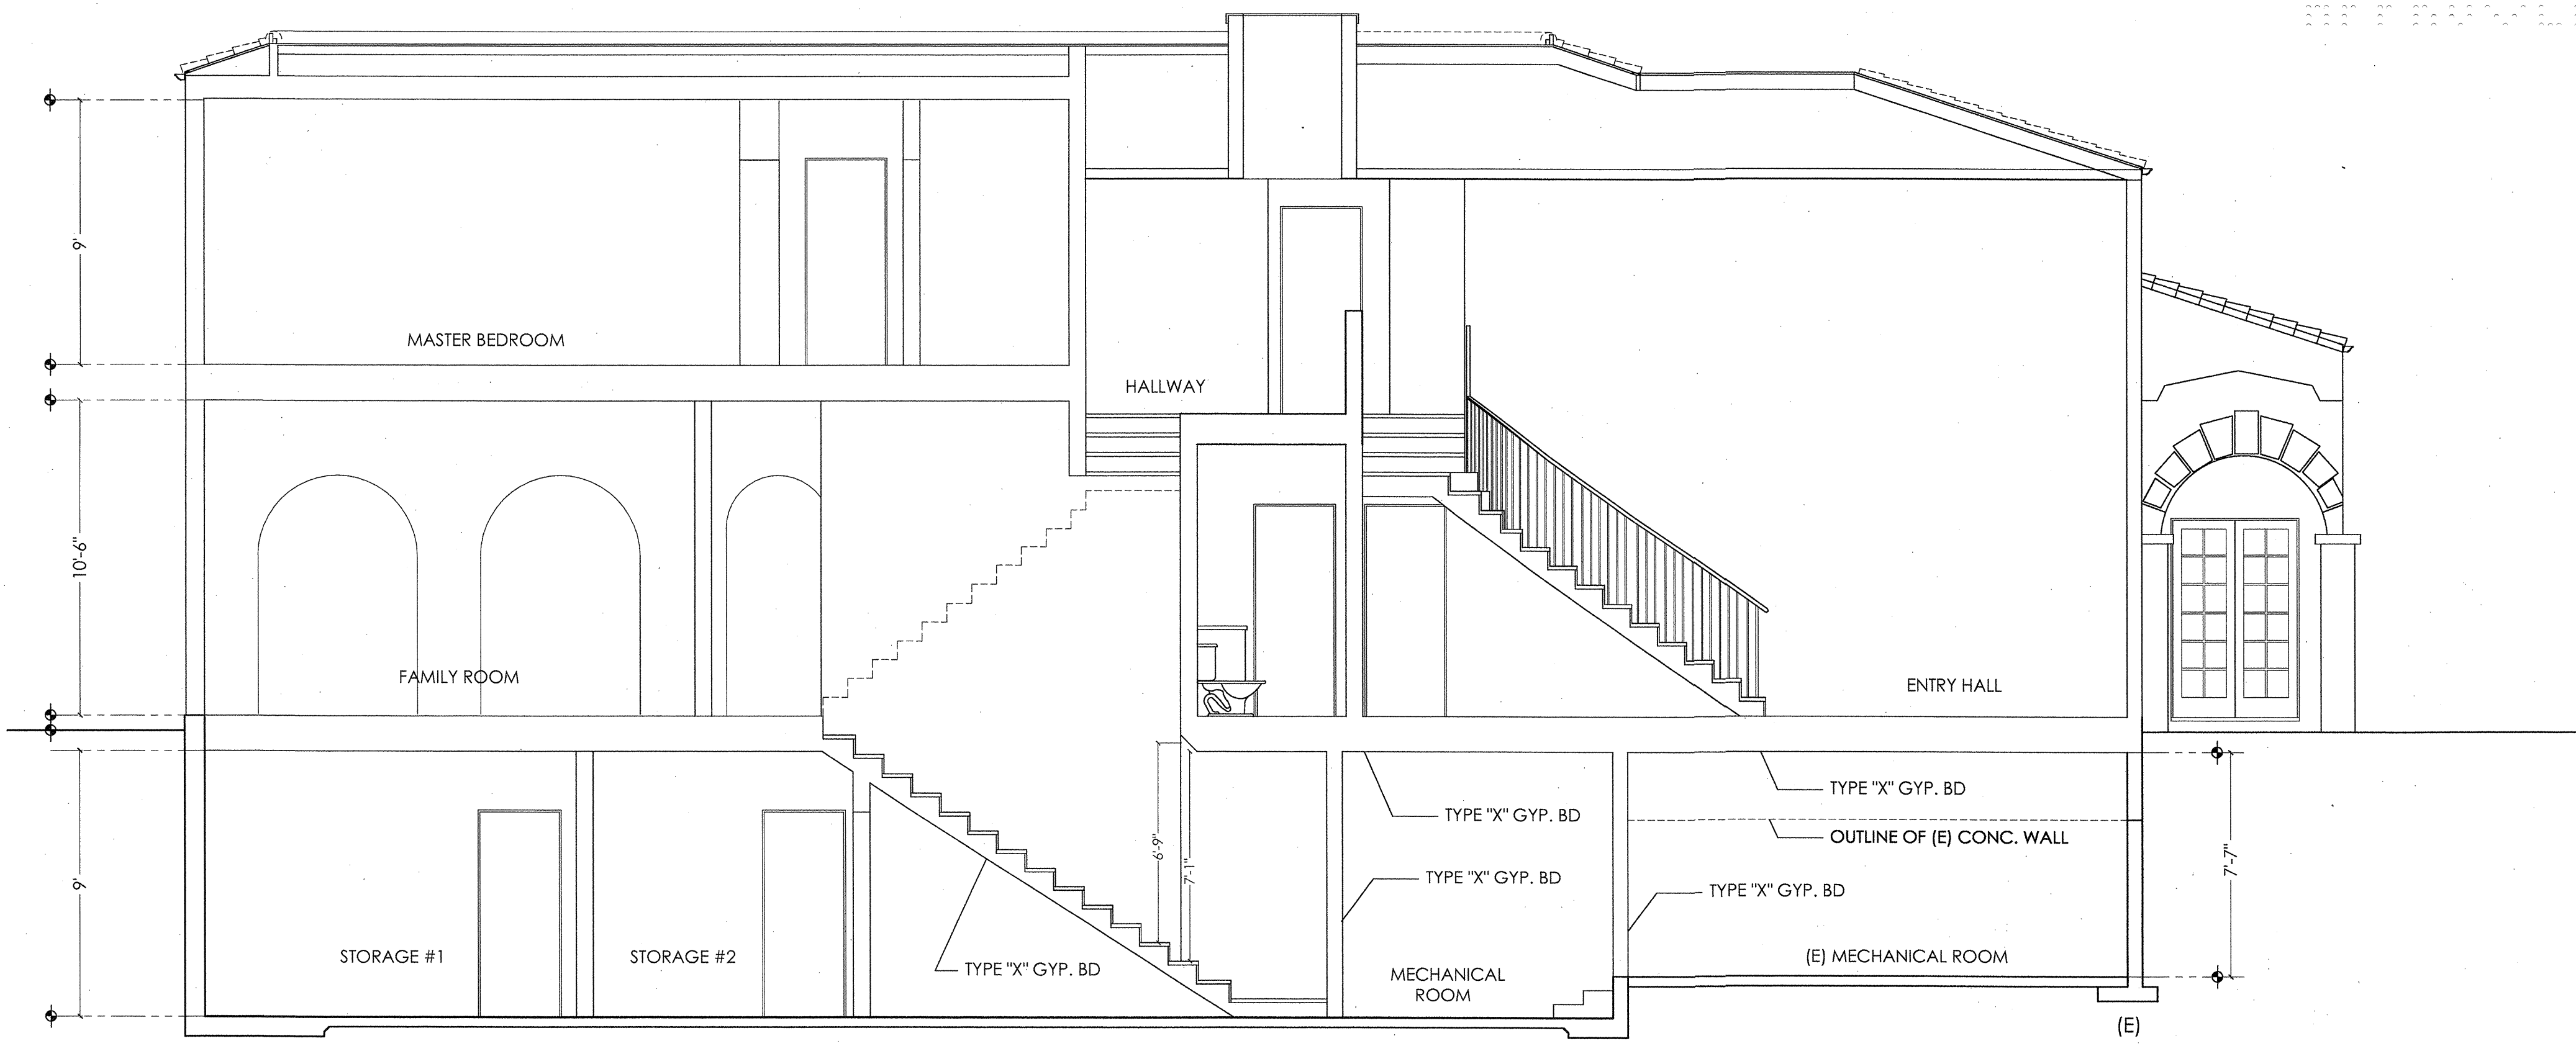 9'
MASTER BEDROOM
HALLWAY
10'-6"
FAMILY ROOM
ENTRY HALL
TYPE "X" GYP. BD
TYPE "X" GYP. BD
OUTLINE OF (E) CONC. WALL
6'-9"
7'-1"
7'-7"
9'
TYPE "X" GYP. BD
TYPE "X" GYP. BD
STORAGE #1
STORAGE #2
TYPE "X" GYP. BD
MECHANICAL
ROOM
(E) MECHANICAL ROOM
(E)